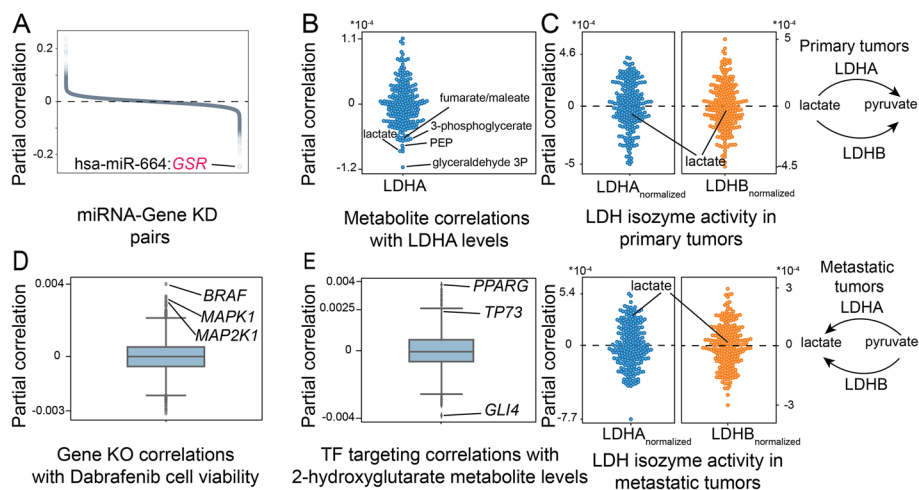 A
Partial correlation
0.2
0
0.2
hsa-miR-664:GSR
miRNA-Gene KD
pairs
B
*10⁻⁴
Partial correlation
1.1
0
-1.2
fumarate/maleate
lactate
3-phosphoglycerate
PEP
glyceraldehyde 3P
LDHA
Metabolite correlations
with LDHA levels
C
*10⁻⁴
*10⁻⁴
Partial correlation
4.6
0
-5
5
0
-4.5
lactate
LDHAnormalized
LDHBnormalized
LDH isozyme activity in
primary tumors
Primary tumors
LDHA
lactate
pyruvate
LDHB
D
Partial correlation
0.004
0
-0.003
BRAF
MAPK1
MAP2K1
Gene KO correlations
with Dabrafenib cell viability
E
Partial correlation
0.004
0.0025
0
-0.004
PPARG
TP73
GLI4
TF targeting correlations with
2-hydroxyglutarate metabolite levels
*10⁻⁴
*10⁻⁴
Partial correlation
5.4
0
-7.7
3
0
-3
lactate
LDHAnormalized
LDHBnormalized
LDH isozyme activity in
metastatic tumors
Metastatic
tumors
LDHA
lactate
pyruvate
LDHB